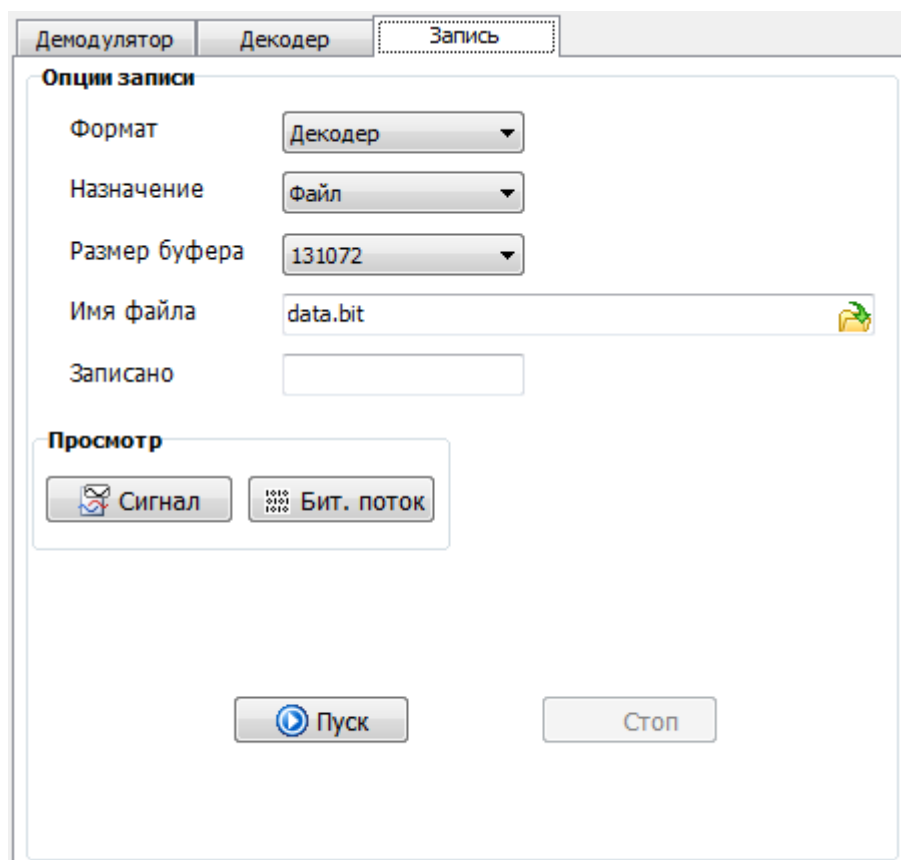 Демодулятор Декодер Запись
Опции записи
Формат Декодер
Назначение Файл
Размер буфера 131072
Имя файла data.bit
Записано
Просмотр
Сигнал Бит. поток
Пуск Стоп